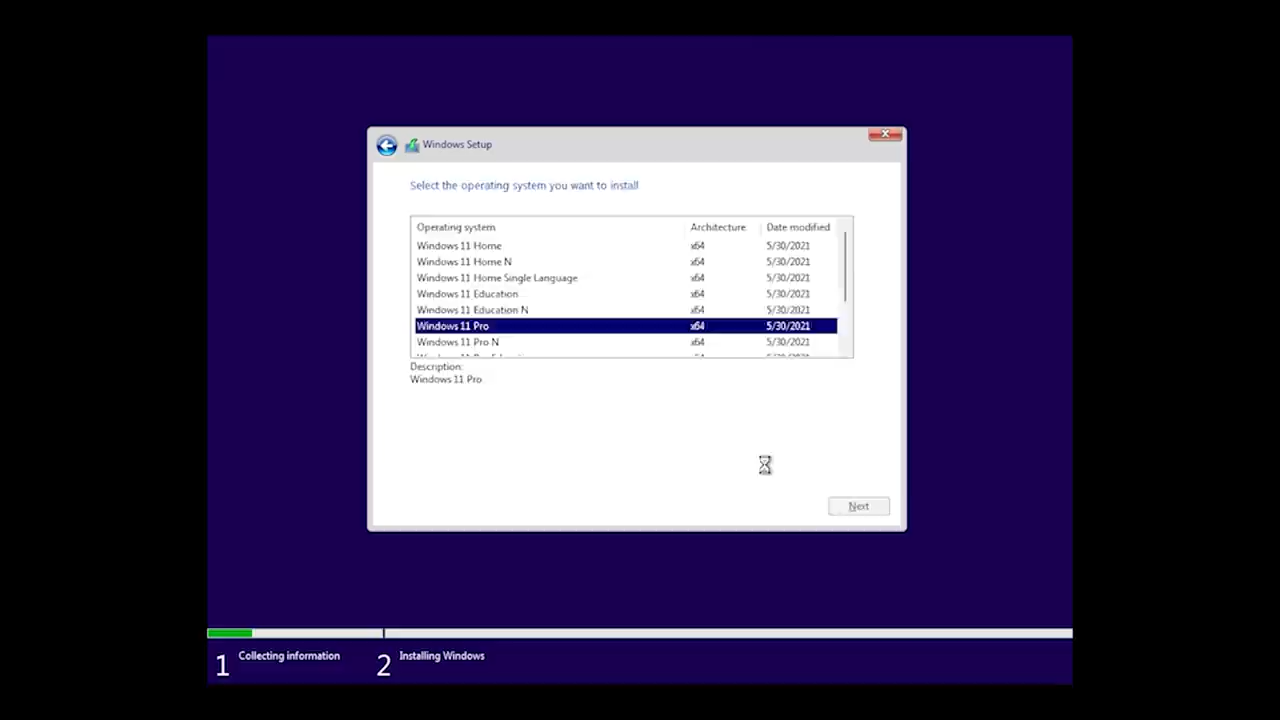 Windows Setup
Select the operating system you want to install
Operating system Architecture Date modified
Windows 11 Home x64 5/30/2021
Windows 11 Home N x64 5/30/2021
Windows 11 Home Single Language x64 5/30/2021
Windows 11 Education x64 5/30/2021
Windows 11 Education N x64 5/30/2021
Windows 11 Pro x64 5/30/2021
Windows 11 Pro N x64 5/30/2021
Description:
Windows 11 Pro
Next
1 Collecting information 2 Installing Windows